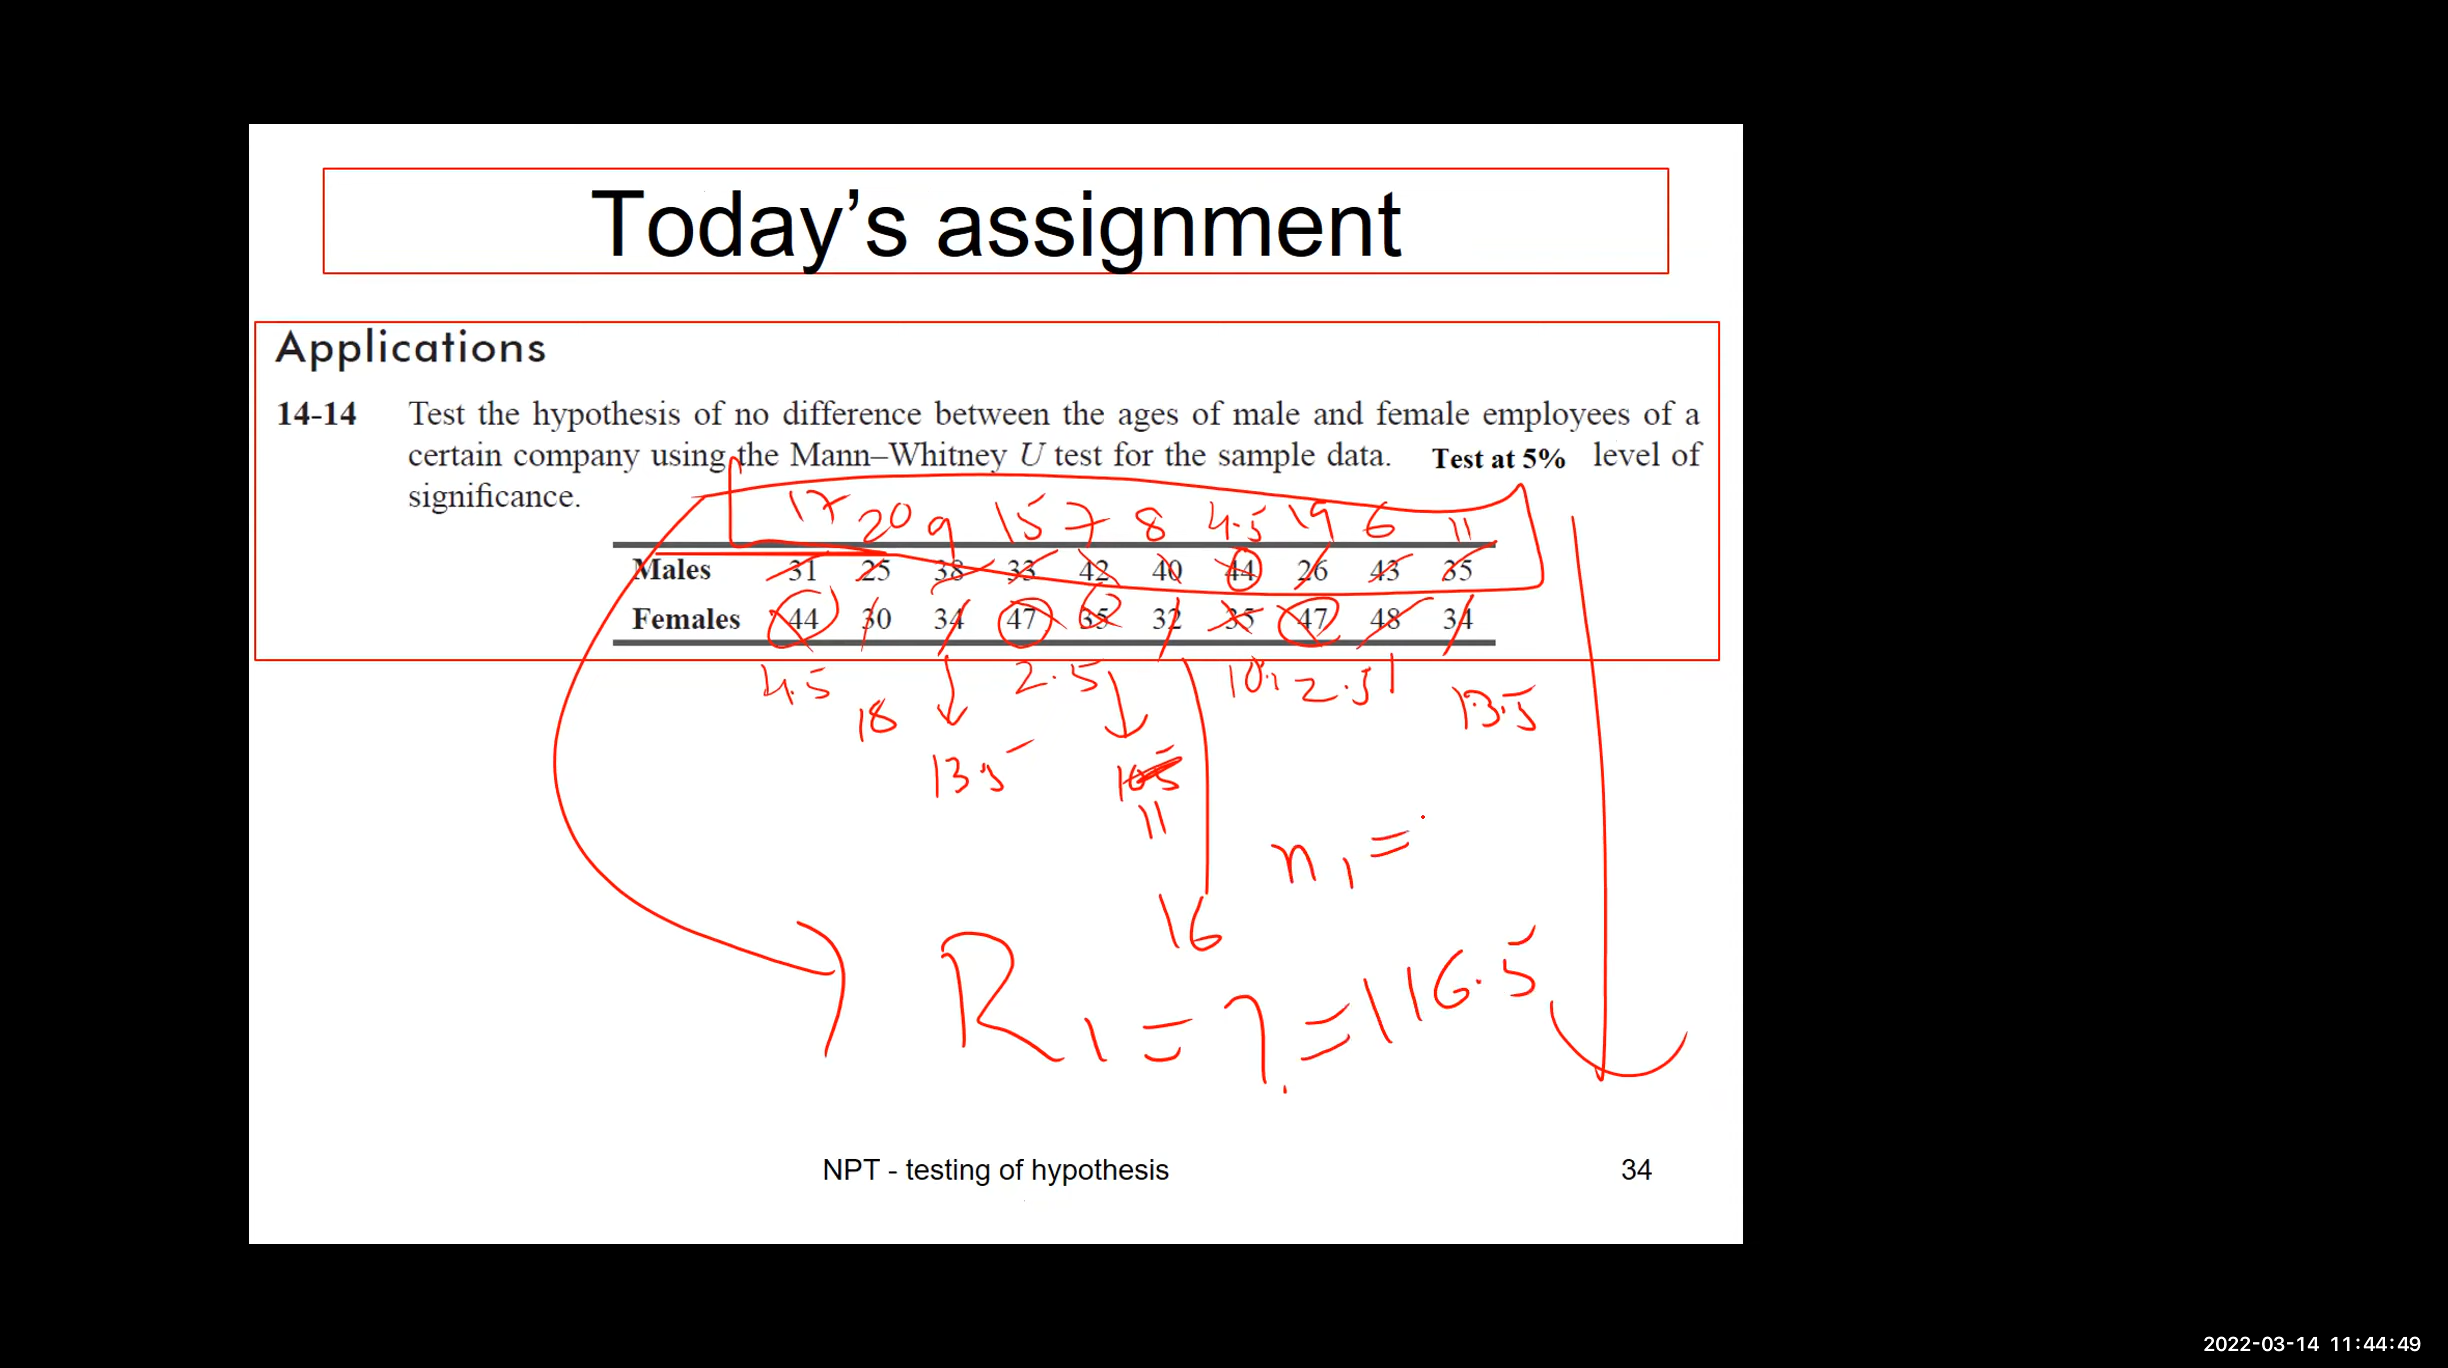 Today’s assignment
Applications
14-14 Test the hypothesis of no difference between the ages of male and female employees of a
certain company using the Mann–Whitney U test for the sample data. Test at 5% level of
significance.
17 20 9 15 7 8 4.5 19 6 11
Males 31 25 38 33 42 40 44 26 43 35
Females 44 30 34 47 35 32 35 47 48 34
4.5 18 13.5 2.5 2.5 1 13.5
11
16
n1 =
R1 = ? = 116.5
NPT - testing of hypothesis 34
2022-03-14 11:44:49